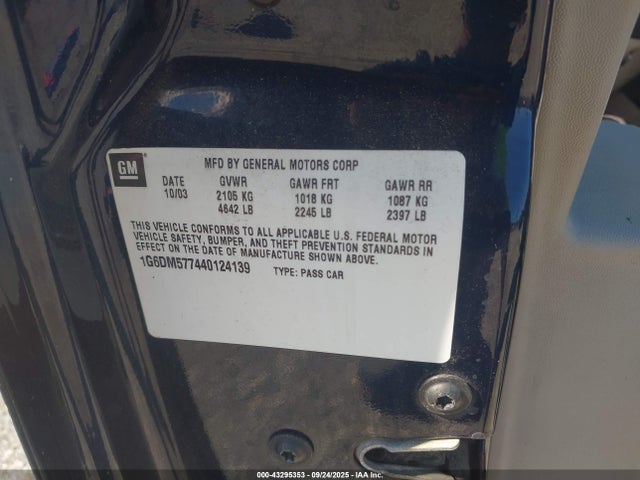 GM
MFD BY GENERAL MOTORS CORP
DATE GVWR GAWR FRT GAWR RR
10/03 2105 KG 1018 KG 1087 KG
4642 LB 2245 LB 2397 LB
THIS VEHICLE CONFORMS TO ALL APPLICABLE U.S. FEDERAL MOTOR
VEHICLE SAFETY, BUMPER, AND THEFT PREVENTION STANDARDS IN
EFFECT ON THE DATE OF MANUFACTURE SHOWN ABOVE.
1G6DM577440124139 TYPE: PASS CAR
000-43295353 - 09/24/2025 - IAA Inc.